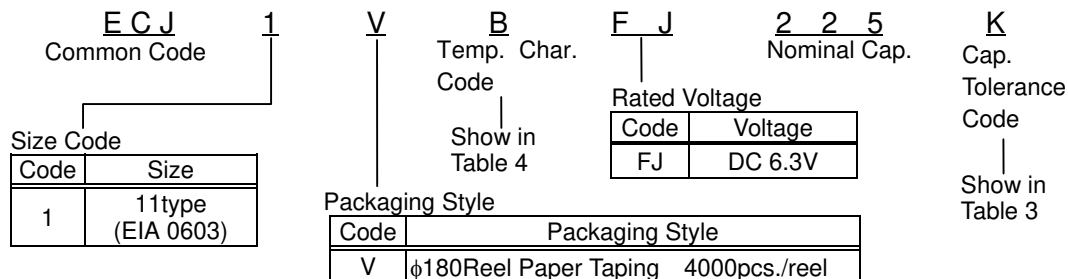 E C J 1 V B F J 2 2 5 K
Common Code Temp. Char. Nominal Cap. Cap.
Code Tolerance
Rated Voltage Code
Size Code Show in Code Voltage
Table 4 FJ DC 6.3V
Code Size Show in
Table 3
1 11type
(EIA 0603)
Packaging Style
Code Packaging Style
V ϕ180Reel Paper Taping 4000pcs./reel